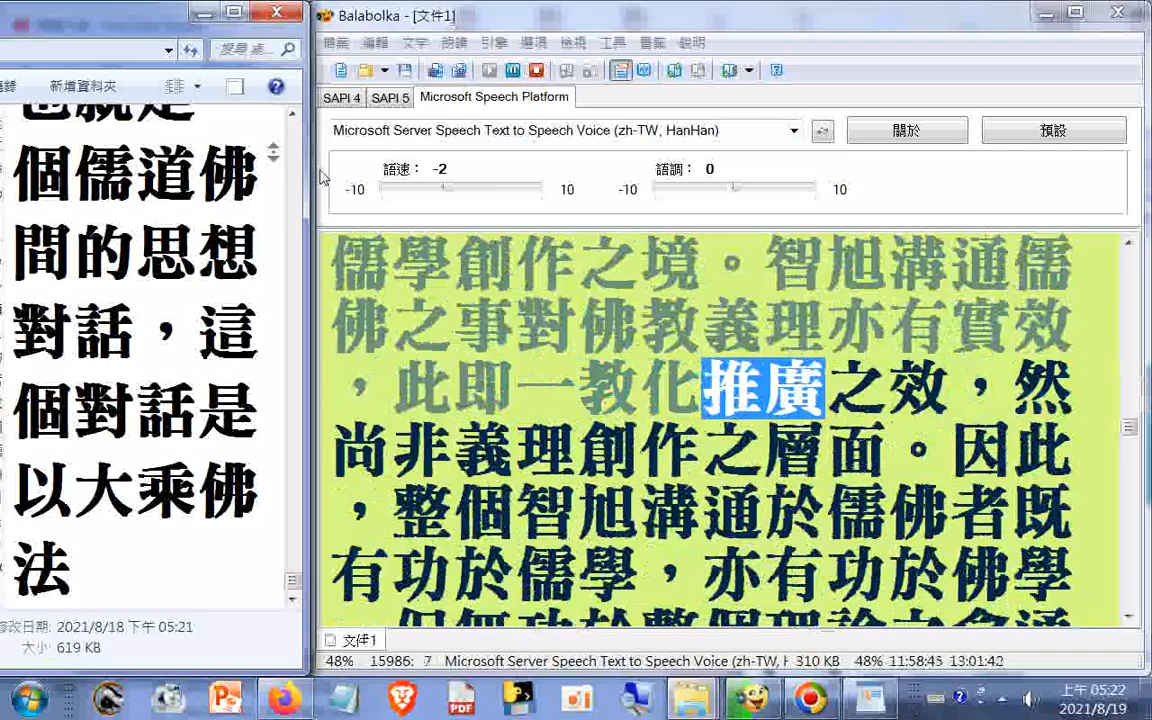 Balabolka - [文件1]
檔案 編輯 文字 朗讀 引擎 選項 檢視 工具 書籤 說明
新增資料夾
SAPI 4 SAPI 5 Microsoft Speech Platform
Microsoft Server Speech Text to Speech Voice (zh-TW, HanHan) 關於 預設
語速： -2 語調： 0
-10 10 -10 10
個儒道佛
間的思想
對話，這
個對話是
以大乘佛
法
修改日期: 2021/8/18 下午 05:21
大小: 619 KB
儒學創作之境。智旭溝通儒
佛之事對佛教義理亦有實效
，此即一教化推廣之效，然
尚非義理創作之層面。因此
，整個智旭溝通於儒佛者既
有功於儒學，亦有功於佛學
文件1
48% 15986: 7 Microsoft Server Speech Text to Speech Voice (zh-TW, H 310 KB 48% 11:58:45 13:01:42
上午 05:22
2021/8/19